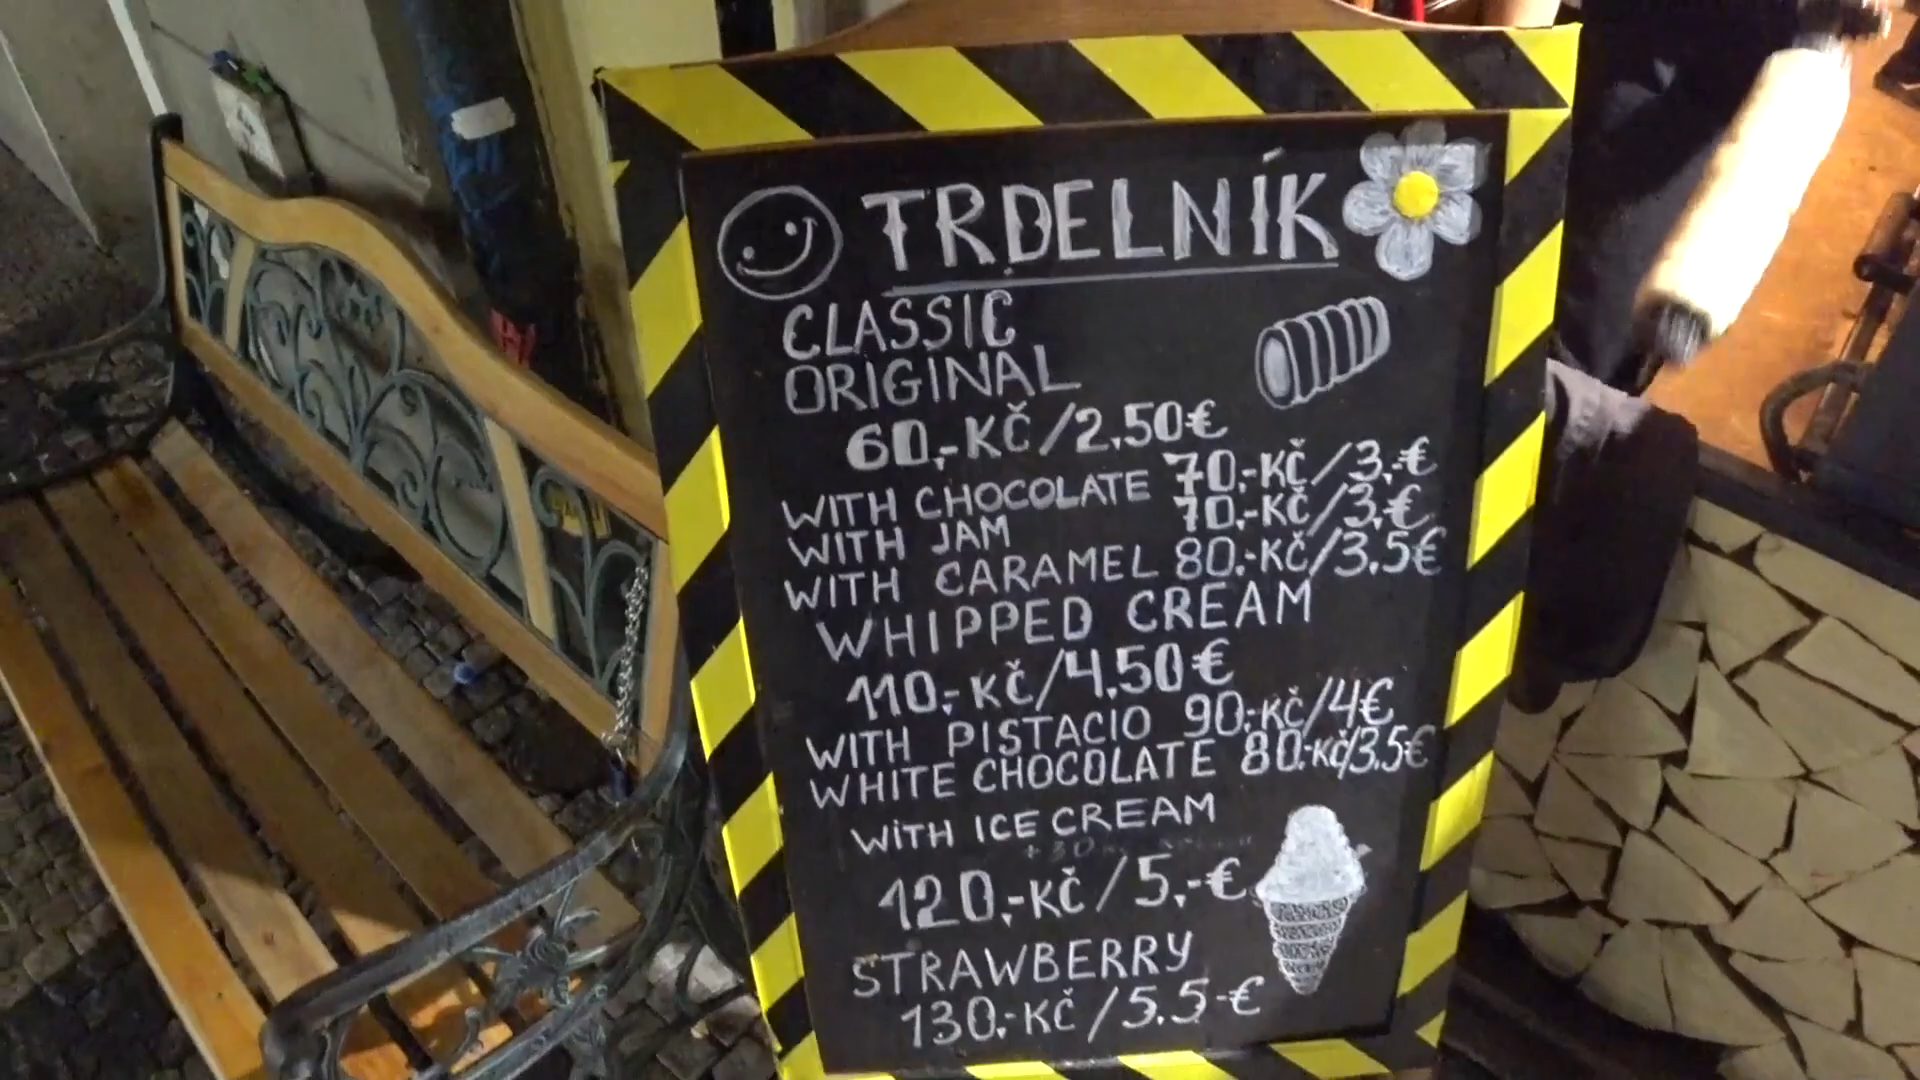 TRDELNÍK
CLASSIC
ORIGINAL
60,-KČ/2,50€
WITH CHOCOLATE 70,-KČ/3,-€
WITH JAM 70,-KČ/3,€
WITH CARAMEL 80,-KČ/3,5€
WHIPPED CREAM
110,-KČ/4,50€
WITH PISTACIO 90,-KČ/4€
WHITE CHOCOLATE 80,-KČ/3,5€
WITH ICE CREAM
120,-KČ/5,-€
STRAWBERRY
130,-KČ/5.5-€